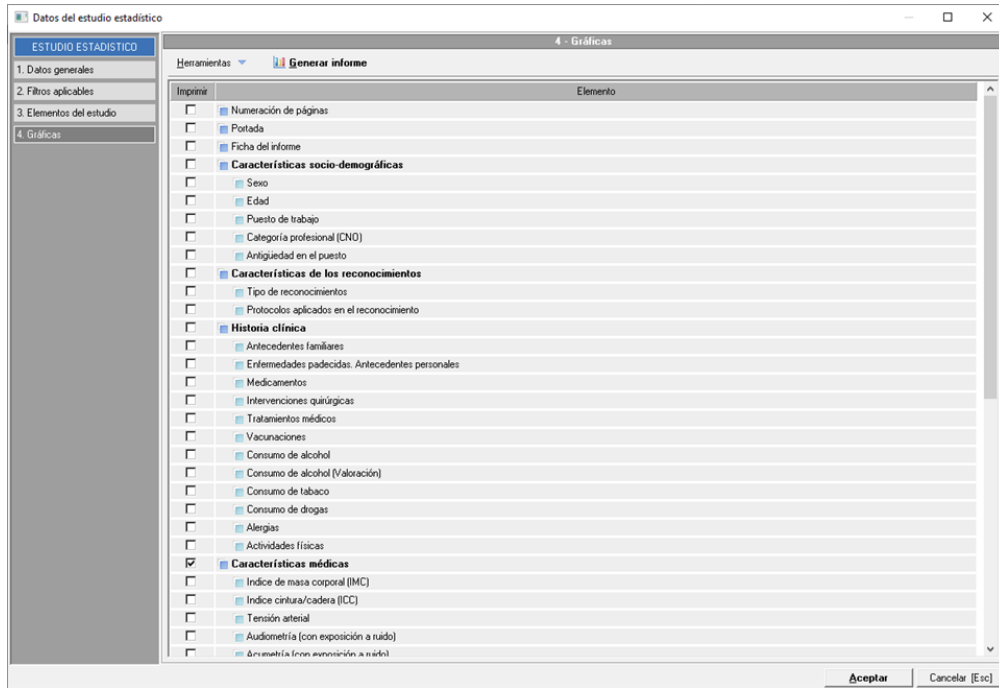 Datos del estudio estadístico
ESTUDIO ESTADISTICO
1. Datos generales
2. Filtros aplicables
3. Elementos del estudio
4. Gráficas
4 - Gráficas
Herramientas
Generar informe
Imprimir Elemento
Numeración de páginas
Portada
Ficha del informe
Características socio-demográficas
Sexo
Edad
Puesto de trabajo
Categoría profesional (CNO)
Antigüedad en el puesto
Características de los reconocimientos
Tipo de reconocimientos
Protocolos aplicados en el reconocimiento
Historia clínica
Antecedentes familiares
Enfermedades padecidas. Antecedentes personales
Medicamentos
Intervenciones quirúrgicas
Tratamientos médicos
Vacunaciones
Consumo de alcohol
Consumo de alcohol (Valoración)
Consumo de tabaco
Consumo de drogas
Alergias
Actividades físicas
Características médicas
Indice de masa corporal (IMC)
Indice cintura/cadera (ICC)
Tensión arterial
Audiometría (con exposición a ruido)
Acumetría (con exposición a ruido)
Aceptar
Cancelar [Esc]